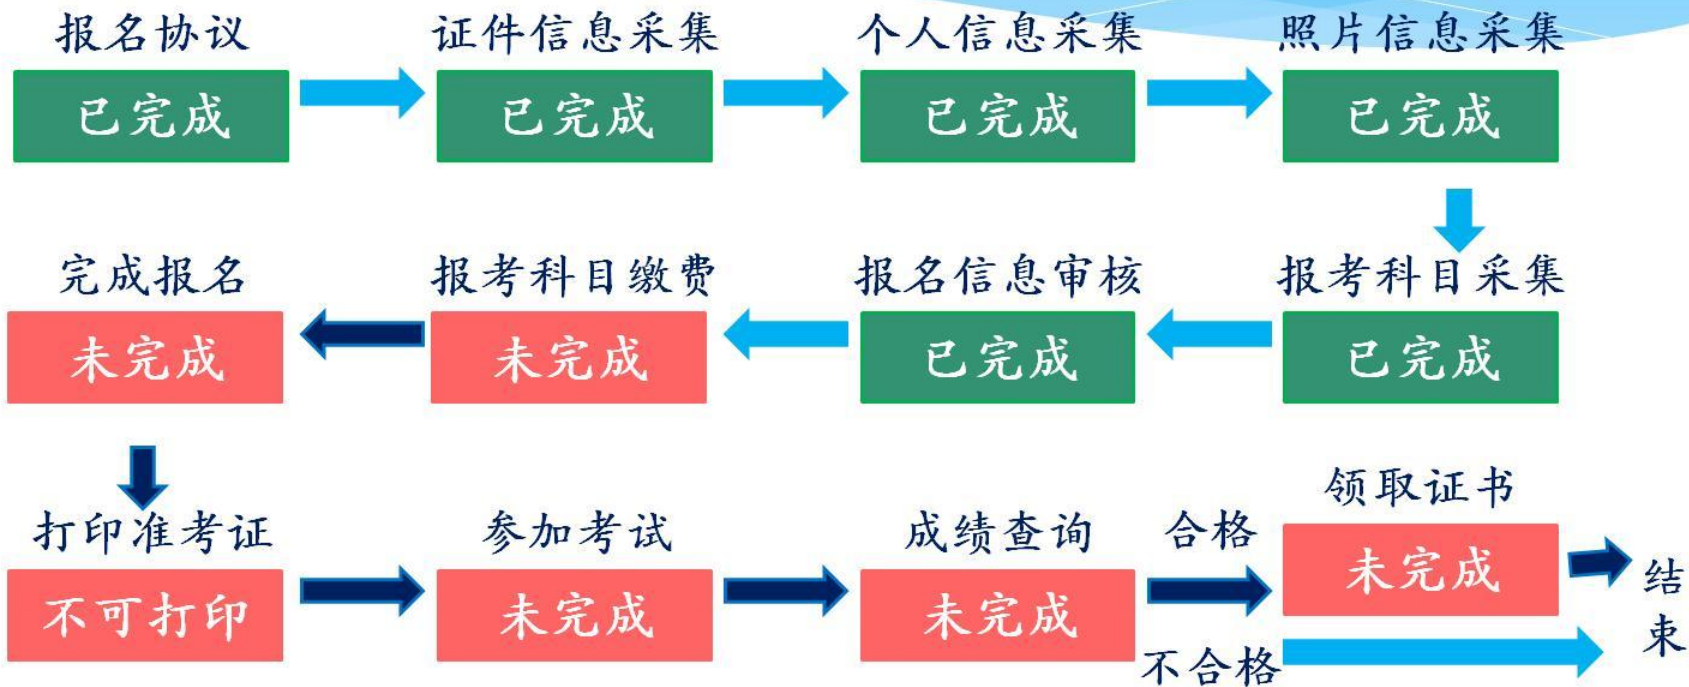 报名协议 证件信息采集 个人信息采集 照片信息采集
已完成 已完成 已完成 已完成
完成报名 报考科目缴费 报名信息审核 报考科目采集
未完成 未完成 已完成 已完成
打印准考证 参加考试 成绩查询 合格 领取证书
不可打印 未完成 未完成 未完成
不合格
结束